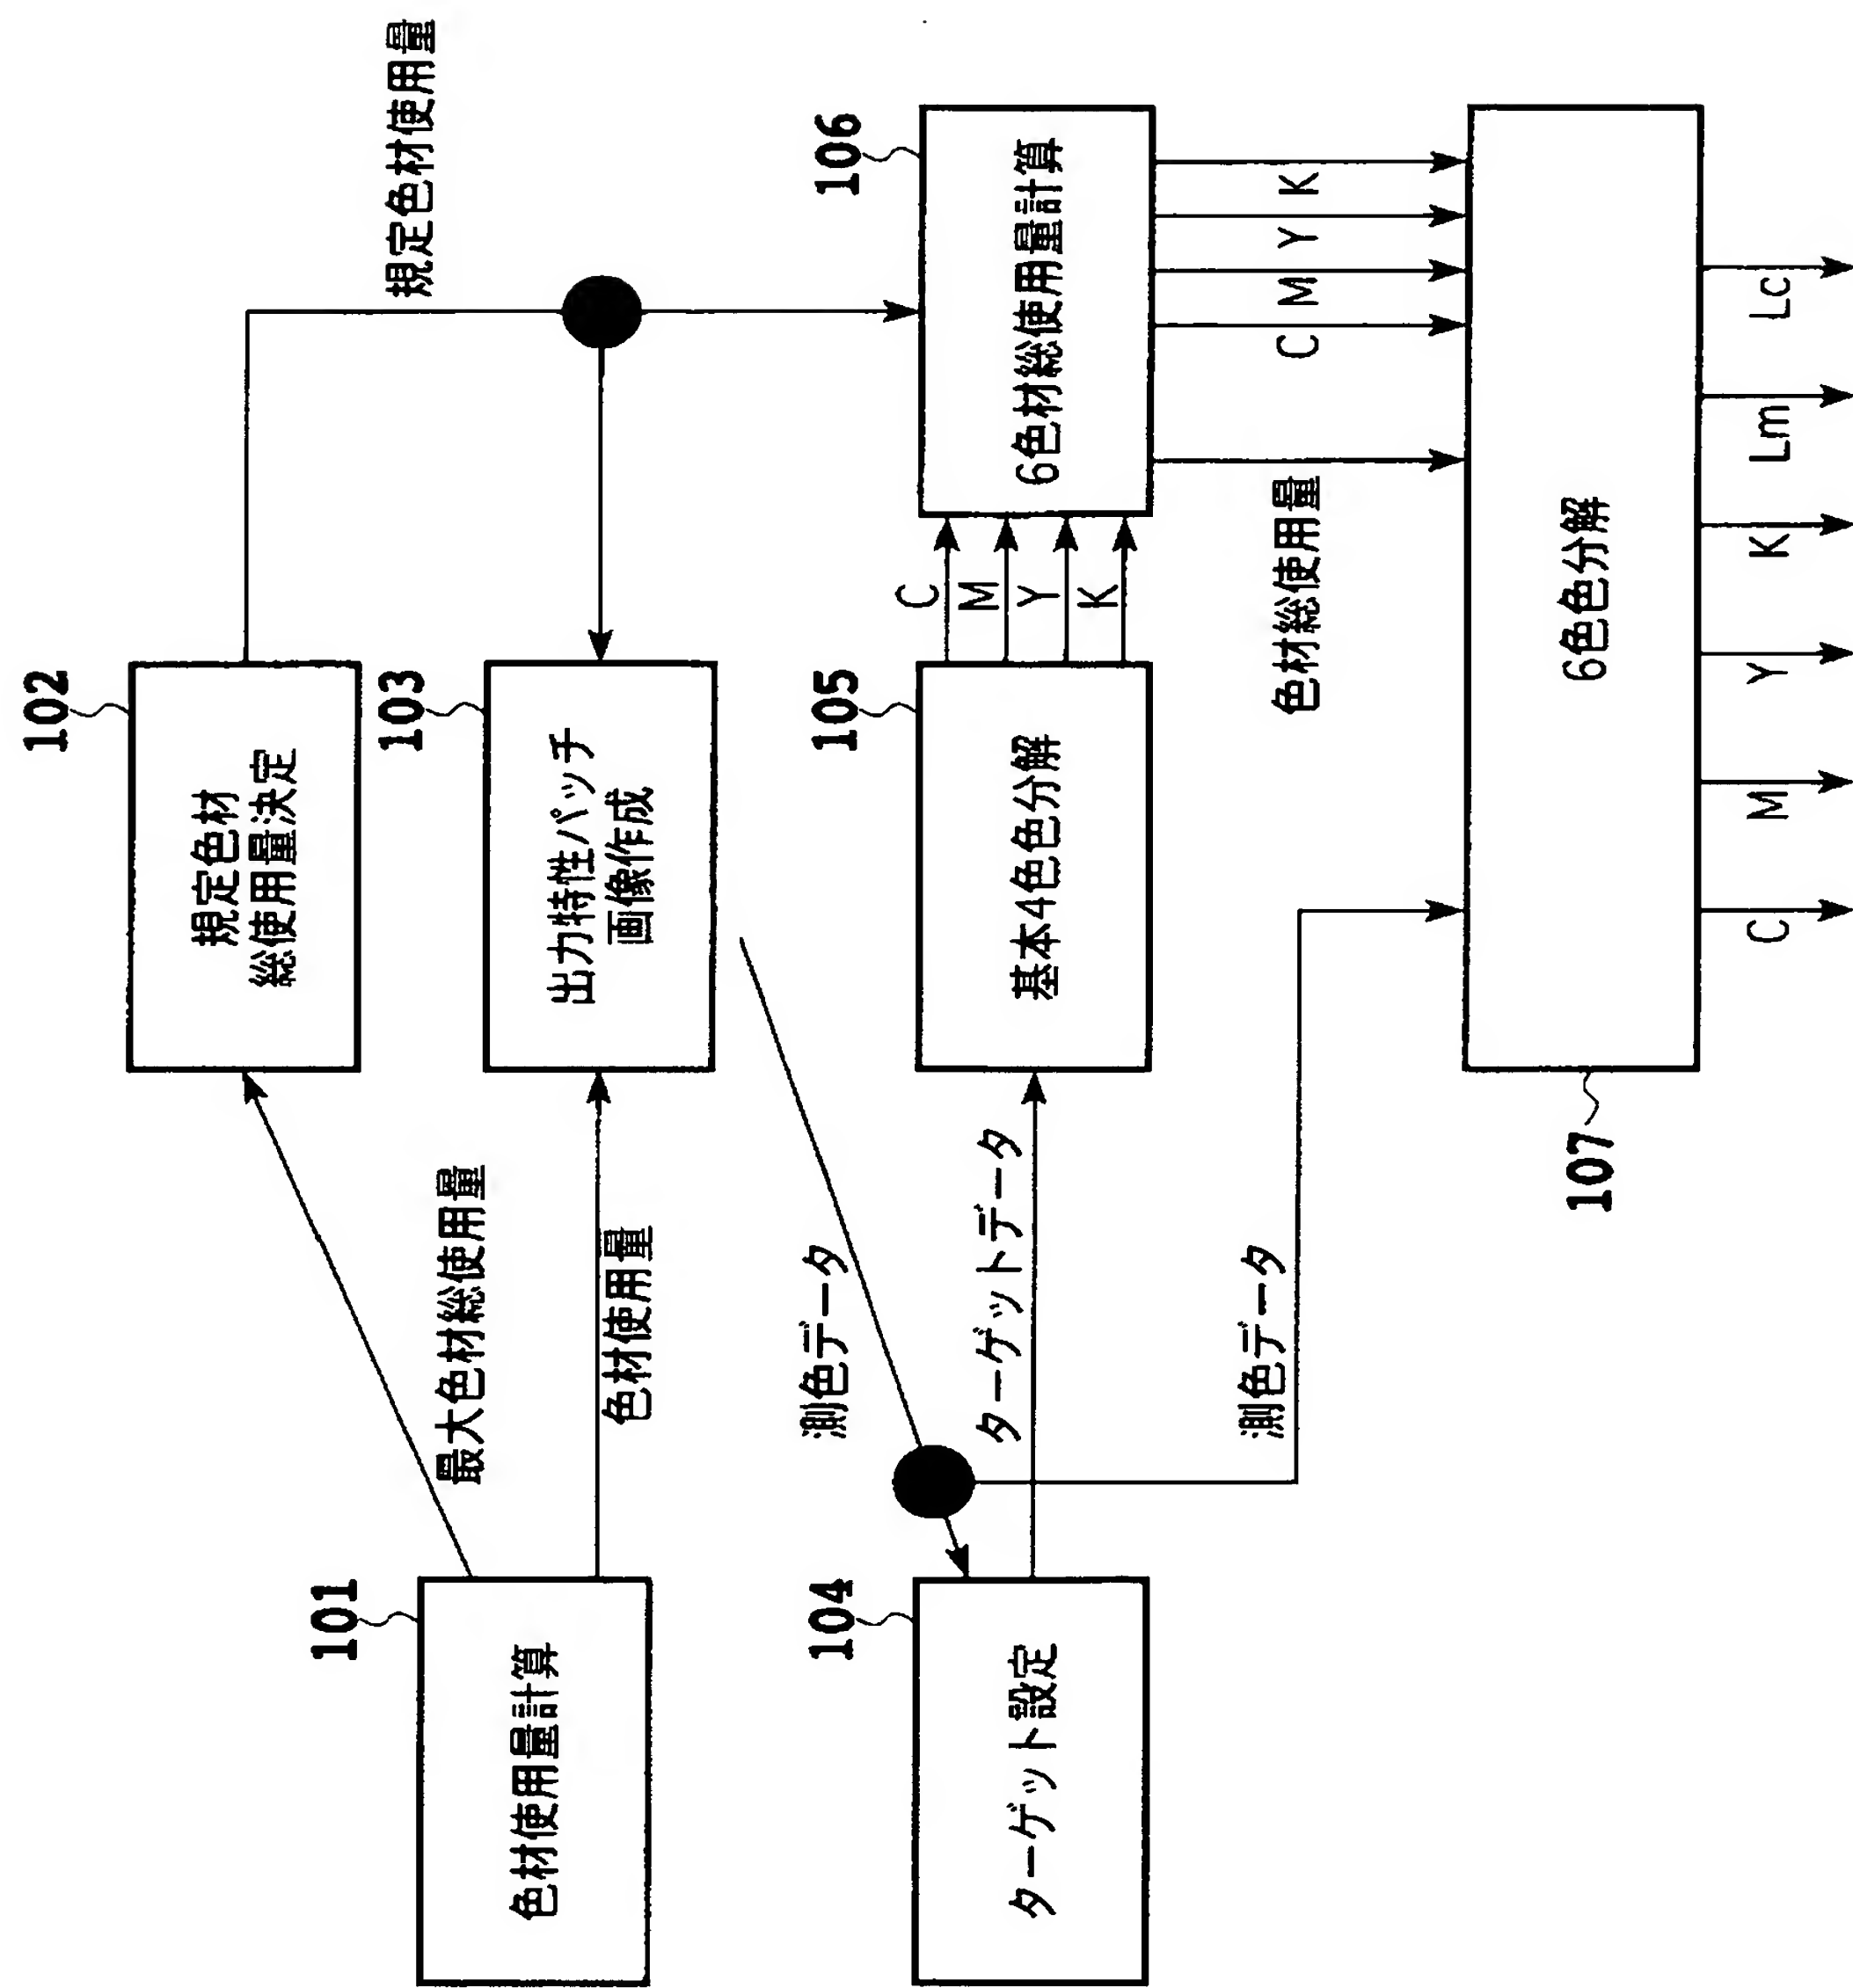 101
色材使用量計算
最大色材総使用量
色材使用量
102
規定色材
総使用量決定
規定色材使用量
103
出力特性パッチ
画像作成
測色データ
104
ターゲット設定
ターゲットデータ
測色データ
105
基本4色色分解
C
M
Y
K
106
6色材総使用量計算
色材総使用量
C
M
Y
K
107
6色色分解
C
M
Y
K
Lm
Lc